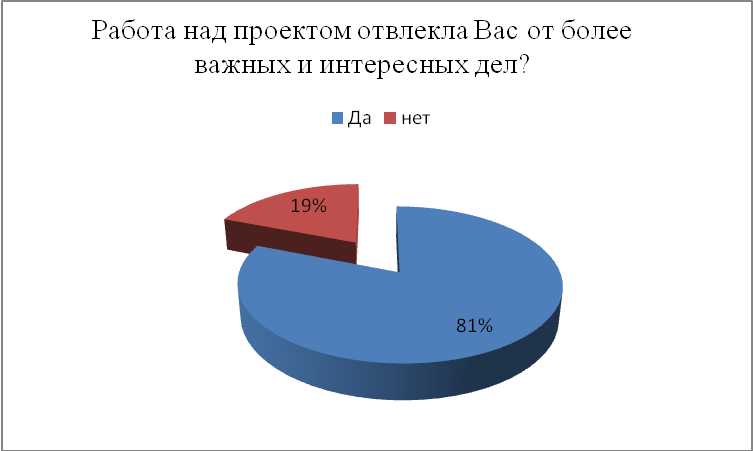 Работа над проектом отвлекла Вас от более
важных и интересных дел?
Да нет
19%
81%